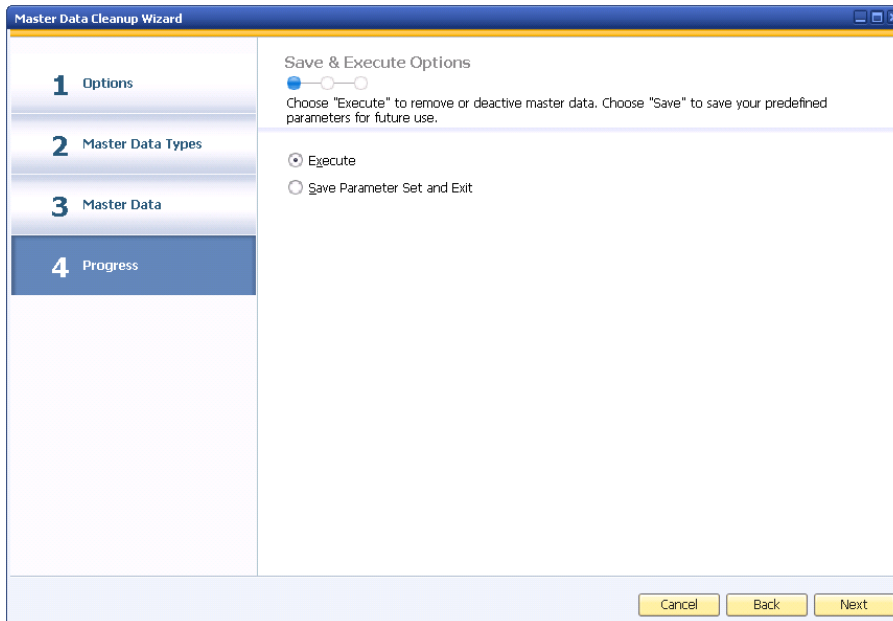 Master Data Cleanup Wizard
1 Options
2 Master Data Types
3 Master Data
4 Progress
Save & Execute Options
Choose "Execute" to remove or deactive master data. Choose "Save" to save your predefined
parameters for future use.
Execute
Save Parameter Set and Exit
Cancel Back Next